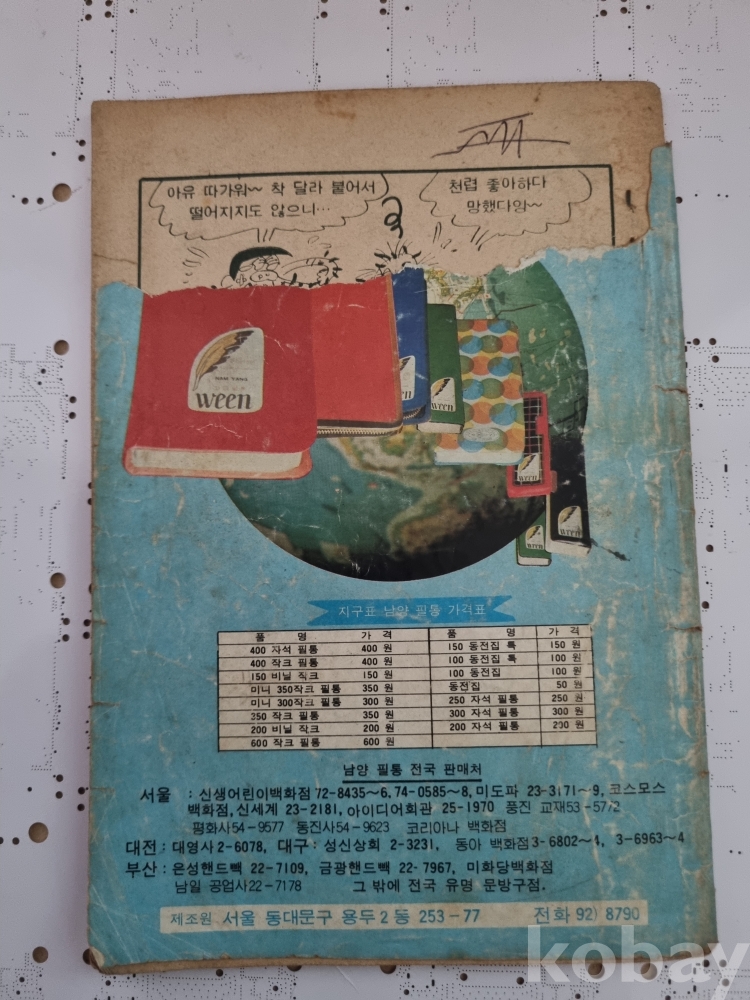 아유 따가워~ 착 달라 붙어서
떨어지지도 않으니…
천렵 좋아하다
망했다잉~
NAM YANG
ween
ween
ween
ween
ween
ween
지구표 남양 필통 가격표
품 명 가 격 품 명 가 격
400 자석 필통 400 원 150 동전집 특 150 원
400 작크 필통 400 원 100 동전집 특 100 원
150 비닐 직크 150 원 100 동전집 100 원
미니 350작크 필통 350 원 동전집 50 원
미니 300작크 필통 300 원 250 자석 필통 250 원
350 작크 필통 350 원 300 자석 필통 300 원
200 비닐 작크 200 원 200 자석 필통 200 원
600 작크 필통 600 원
남양 필통 전국 판매처
서울 : 신생어린이백화점 72-8435~6, 74-0585~8, 미도파 23-3171~9, 코스모스
백화점, 신세계 23-2181, 아이디어회관 25-1970 풍진 교재53-5772
평화사54-9577 동진사54-9623 코리아나 백화점
대전 : 대영사2-6078, 대구 : 성신상회 2-3231, 동아 백화점3-6802~4, 3-6963~4
부산 : 은성핸드빽 22-7109, 금광핸드빽 22-7967, 미화당백화점
남일 공업사22-7178 그 밖에 전국 유명 문방구점.
제조원 서울 동대문구 용두2동 253-77 전화 92) 8790
kobay